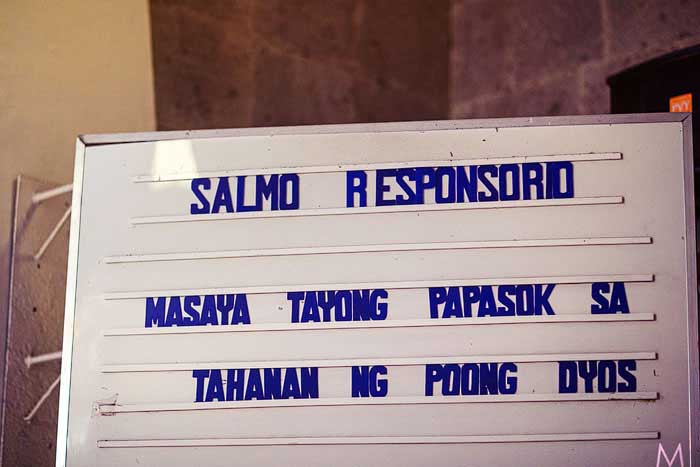 SALMO RESPONSORIO
MASAYA TAYONG PAPASOK SA
TAHANAN NG POONG DYOS
M